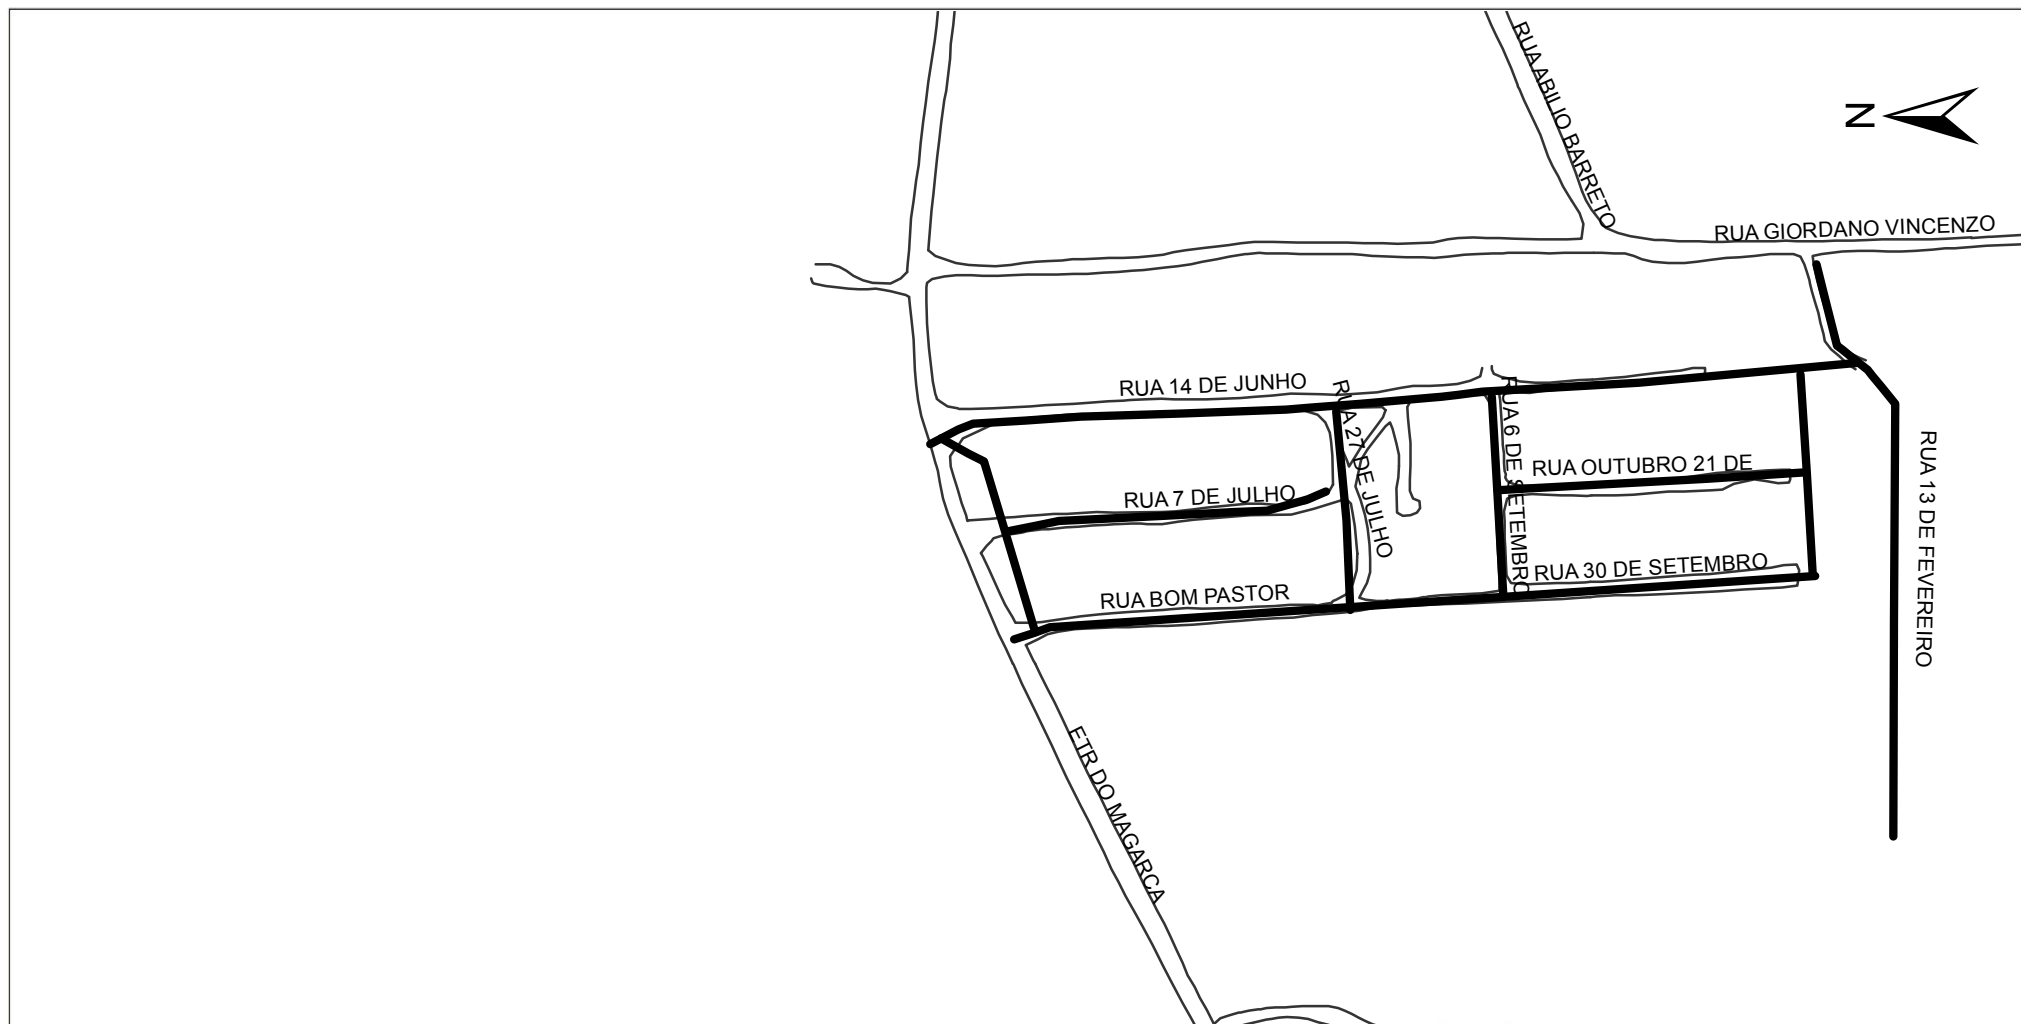 RUA ABILIO BARRETO
N
RUA GIORDANO VINCENZO
RUA 14 DE JUNHO
RUA 27 DE JULHO
RUA 6 DE SETEMBRO
RUA 13 DE FEVEREIRO
RUA OUTUBRO 21 DE
RUA 7 DE JULHO
RUA 30 DE SETEMBRO
RUA BOM PASTOR
ETR DO MAGARCA